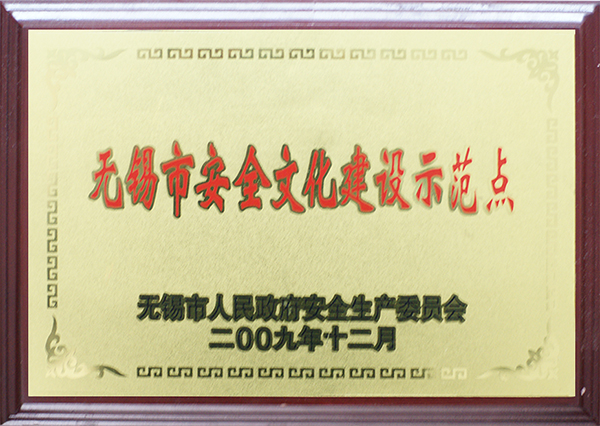 无锡市安全文化建设示范点
无锡市人民政府安全生产委员会
二00九年十二月